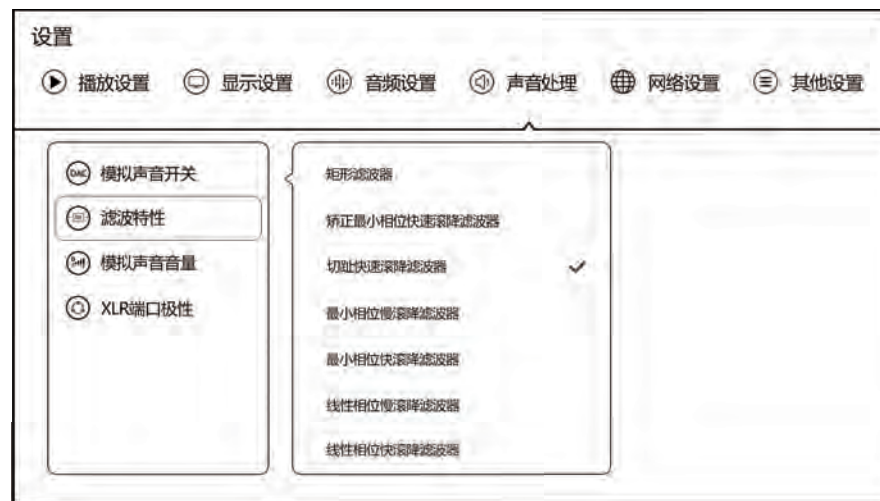 设置
播放设置 显示设置 音频设置 声音处理 网络设置 其他设置
DAC 模拟声音开关
滤波特性
模拟声音音量
XLR端口极性
矩形滤波器
矫正最小相位快速滚降滤波器
切趾快速滚降滤波器
最小相位慢滚降滤波器
最小相位快滚降滤波器
线性相位慢滚降滤波器
线性相位快滚降滤波器